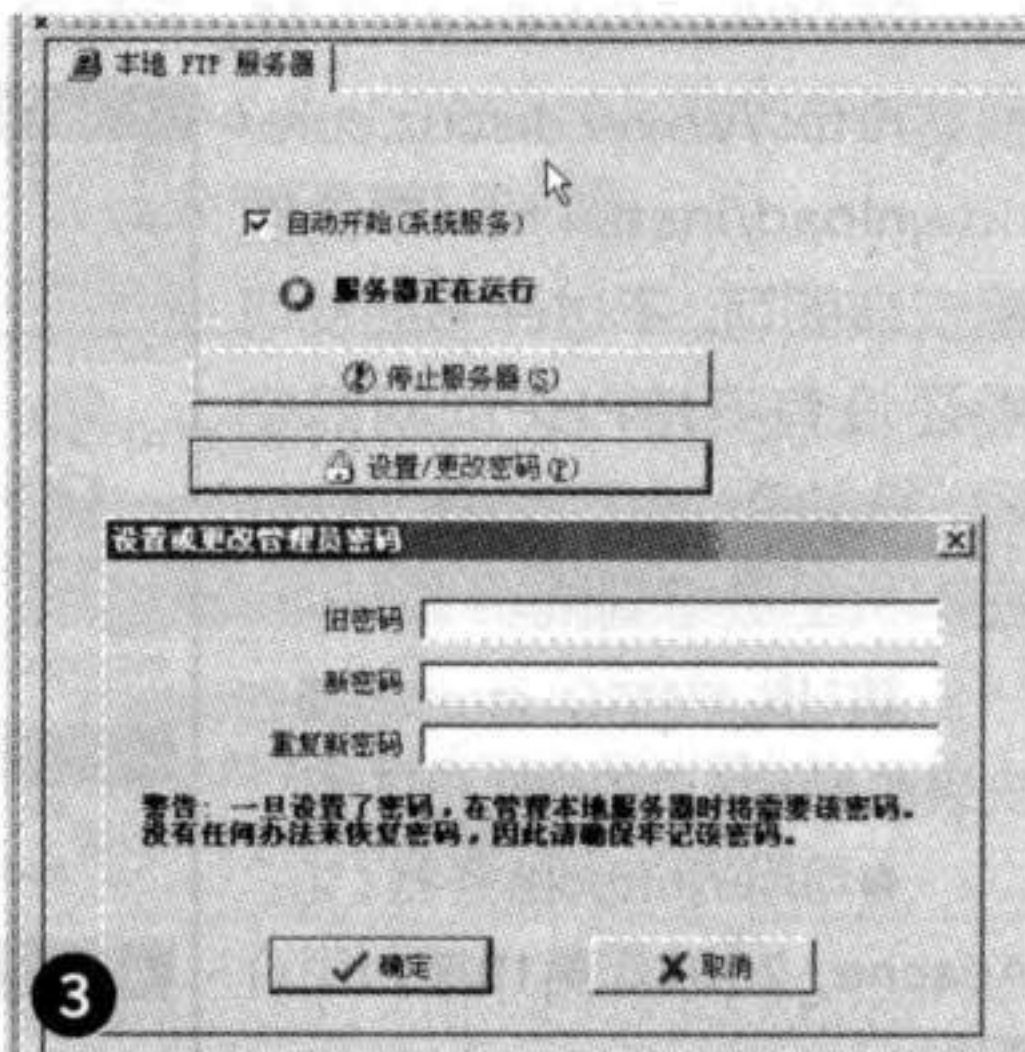 本地 FTP 服务器
自动开始(系统服务)
服务器正在运行
停止服务器(S)
设置/更改密码(P)
设置或更改管理员密码
旧密码
新密码
重复新密码
警告: 一旦设置了密码，在管理本地服务器时将需要该密码。
没有任何办法来恢复密码，因此请确保牢记该密码。
确定
取消
3